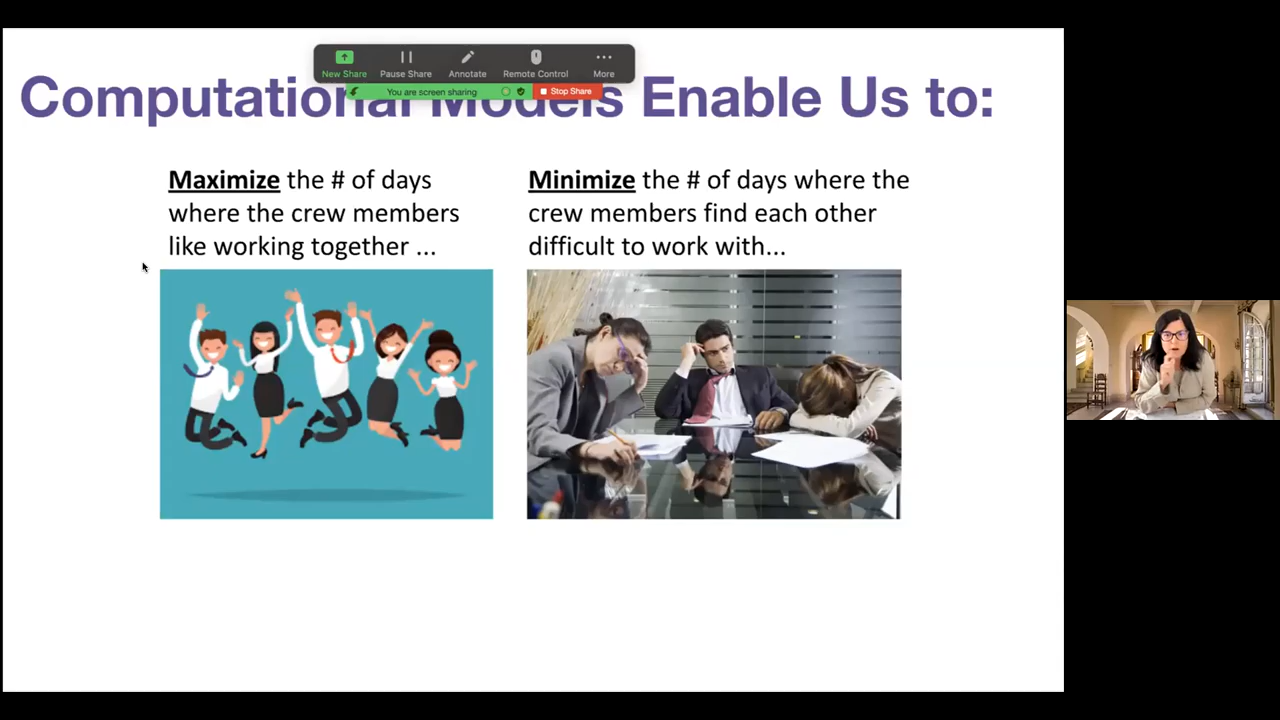 New Share Pause Share Annotate Remote Control More
You are screen sharing Stop Share
Computational Models Enable Us to:
Maximize the # of days
where the crew members
like working together ...
Minimize the # of days where the
crew members find each other
difficult to work with...